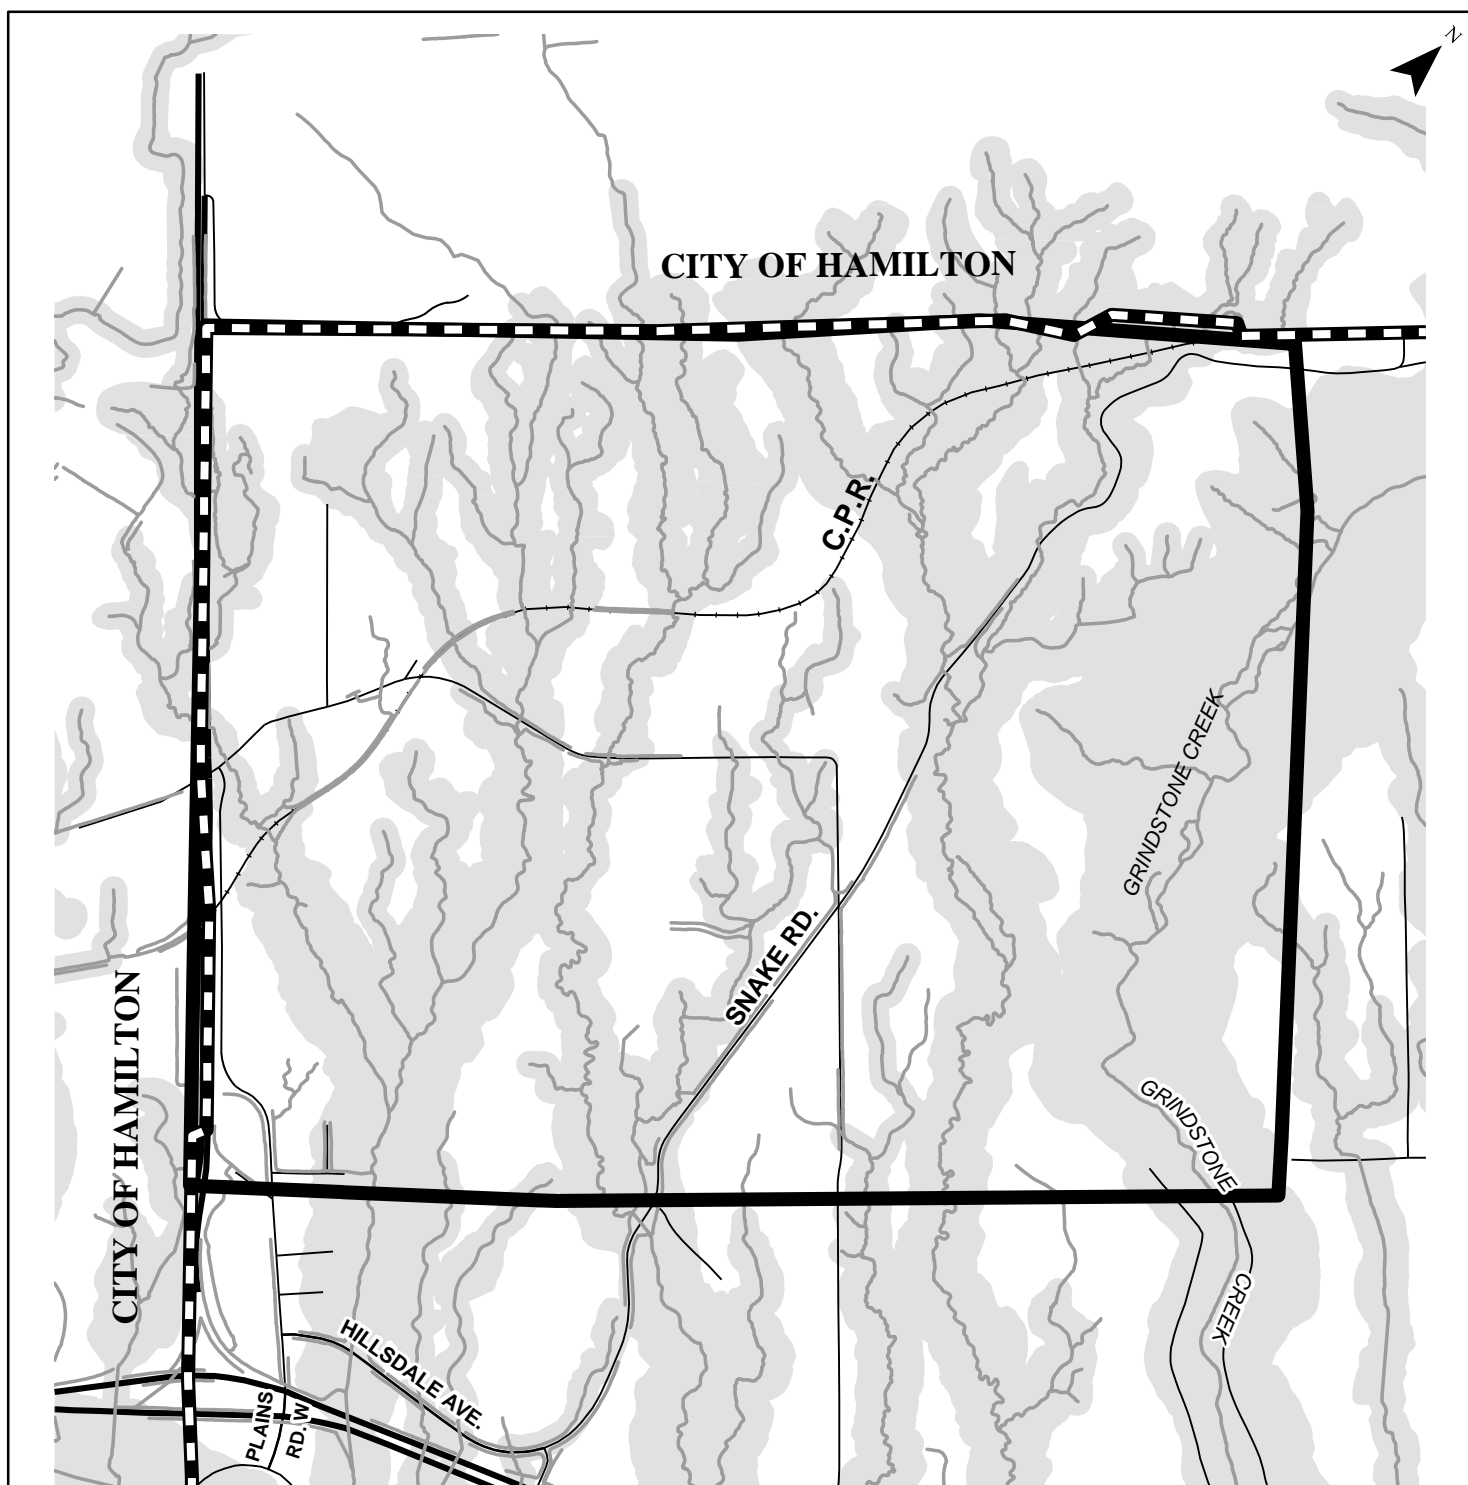 N
CITY OF HAMILTON
C.P.R.
GRINDSTONE CREEK
SNAKE RD.
CITY OF HAMILTON
GRINDSTONE
CREEK
HILLSDALE AVE.
PLAINS
RD. W